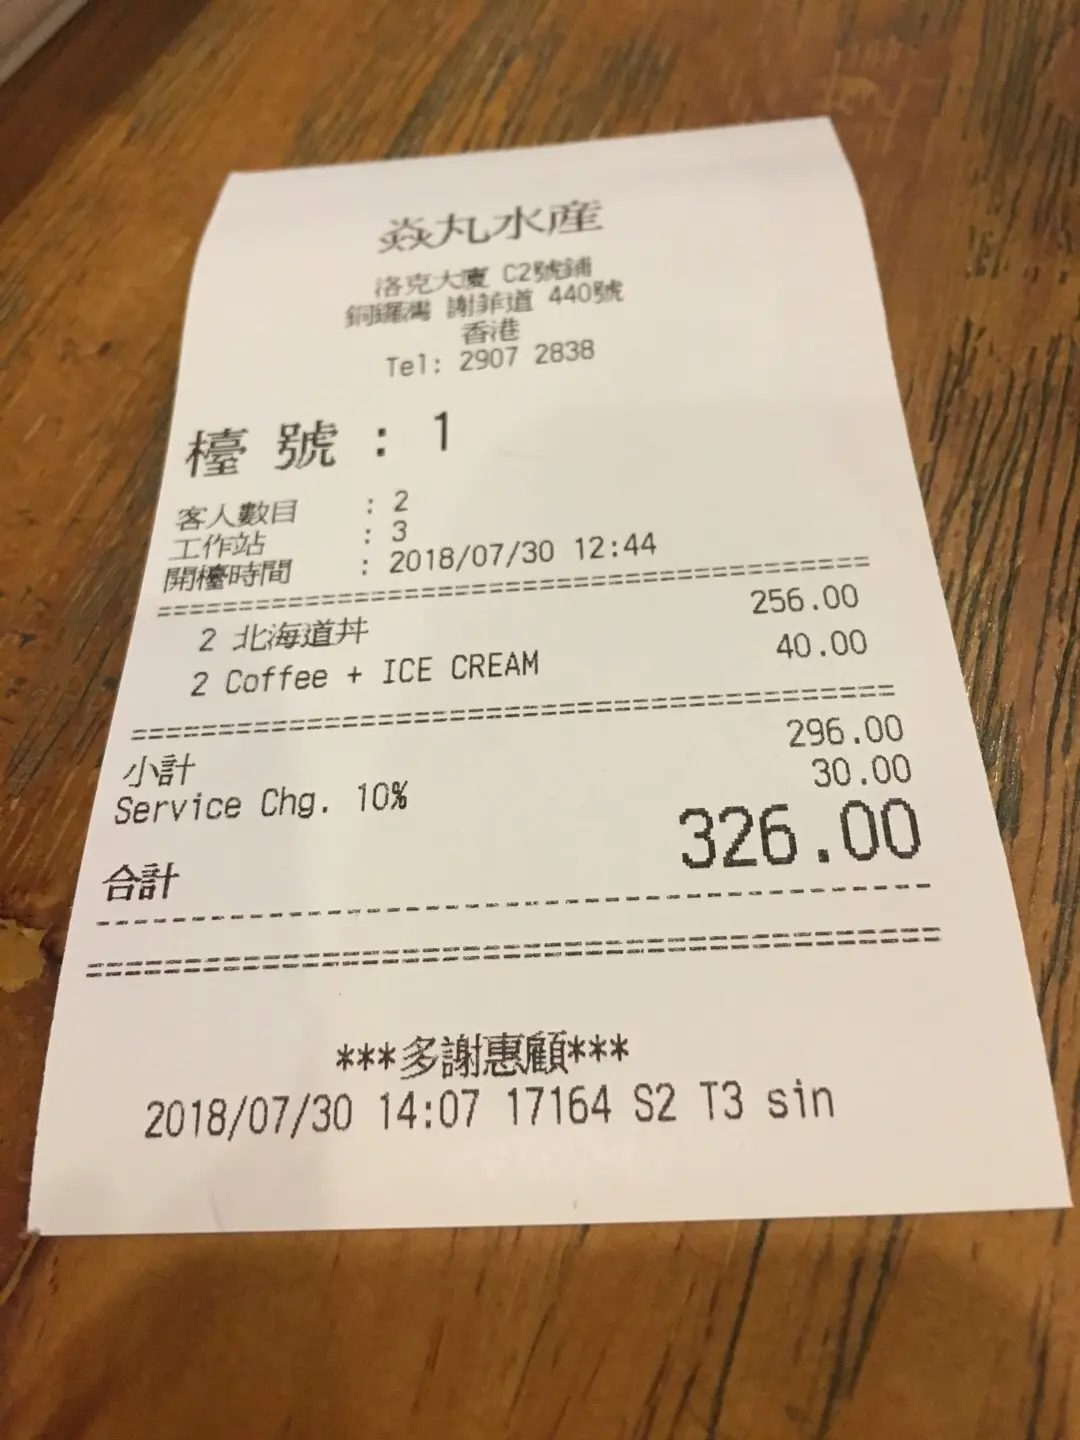 焱丸水産
洛克大廈 C2號鋪
銅鑼灣 謝菲道 440號
香港
Tel: 2907 2838
檯號 : 1
客人數目 : 2
工作站 : 3
開檯時間 : 2018/07/30 12:44
2 北海道丼 256.00
2 Coffee + ICE CREAM 40.00
小計 296.00
Service Chg. 10% 30.00
合計 326.00
***多謝惠顧***
2018/07/30 14:07 17164 S2 T3 sin